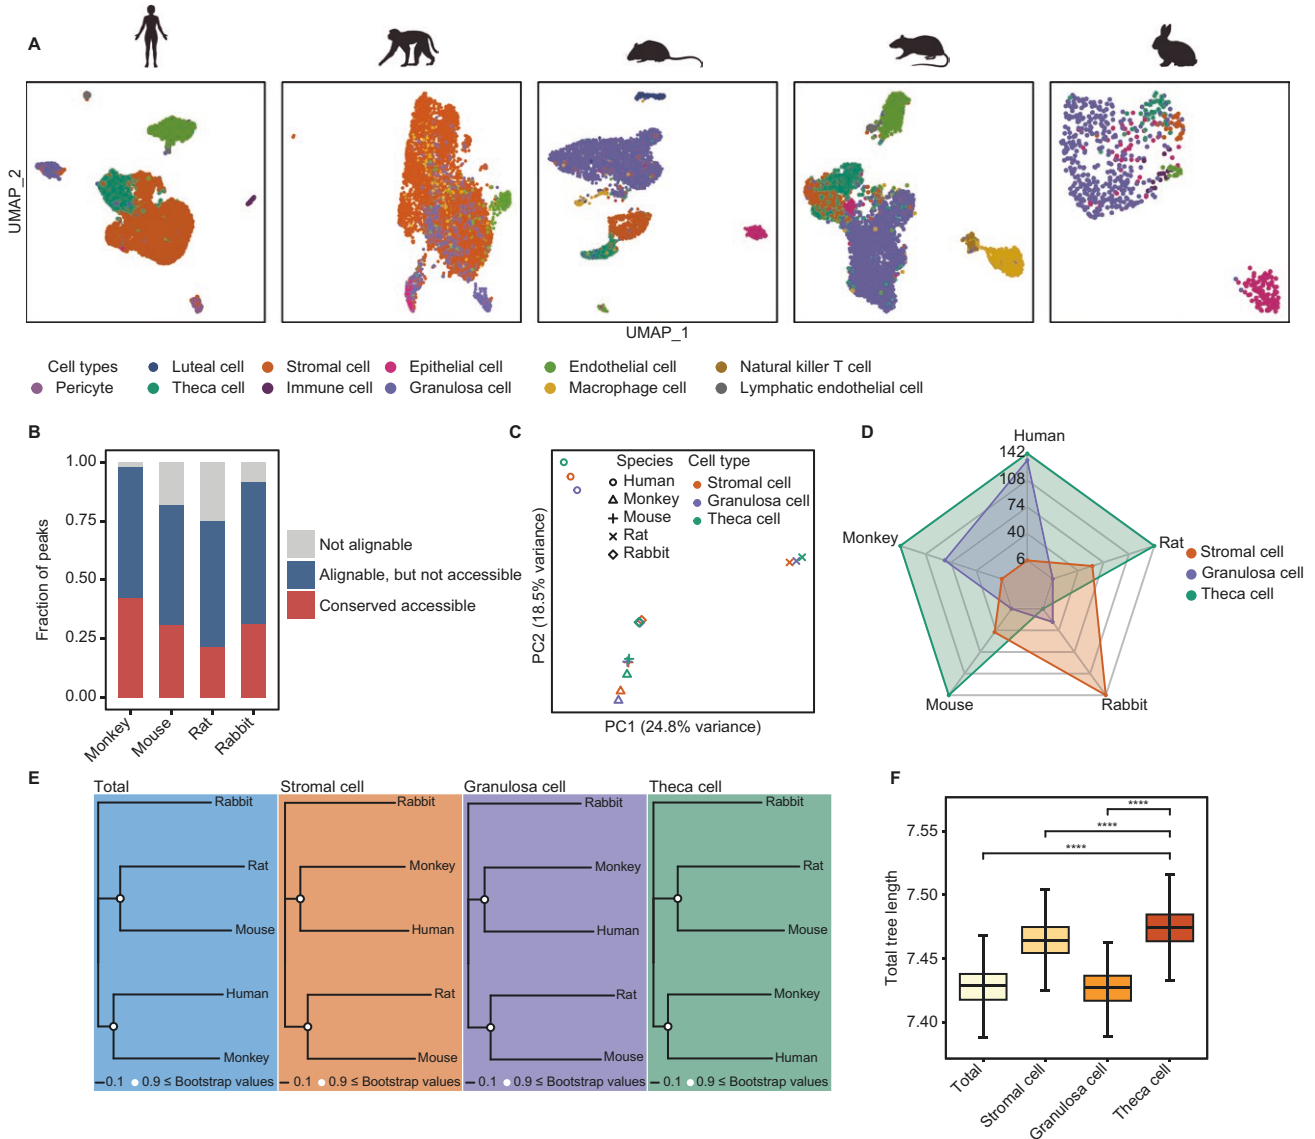 A
UMAP_2
UMAP_1
Cell types
Luteal cell
Stromal cell
Epithelial cell
Endothelial cell
Natural killer T cell
Pericyte
Theca cell
Immune cell
Granulosa cell
Macrophage cell
Lymphatic endothelial cell
B
Fraction of peaks
1.00
0.75
0.50
0.25
0.00
Monkey
Mouse
Rat
Rabbit
Not alignable
Alignable, but not accessible
Conserved accessible
C
PC2 (18.5% variance)
PC1 (24.8% variance)
Species
Human
Monkey
Mouse
Rat
Rabbit
Cell type
Stromal cell
Granulosa cell
Theca cell
D
Human
142
108
74
40
6
Monkey
Rat
Mouse
Rabbit
Stromal cell
Granulosa cell
Theca cell
E
Total
Rabbit
Rat
Mouse
Human
Monkey
0.1 0.9 ≤ Bootstrap values
Stromal cell
Rabbit
Monkey
Human
Rat
Mouse
0.1 0.9 ≤ Bootstrap values
Granulosa cell
Rabbit
Monkey
Human
Rat
Mouse
0.1 0.9 ≤ Bootstrap values
Theca cell
Rabbit
Rat
Mouse
Monkey
Human
0.1 0.9 ≤ Bootstrap values
F
Total tree length
7.55
7.50
7.45
7.40
****
****
****
Total
Stromal cell
Granulosa cell
Theca cell